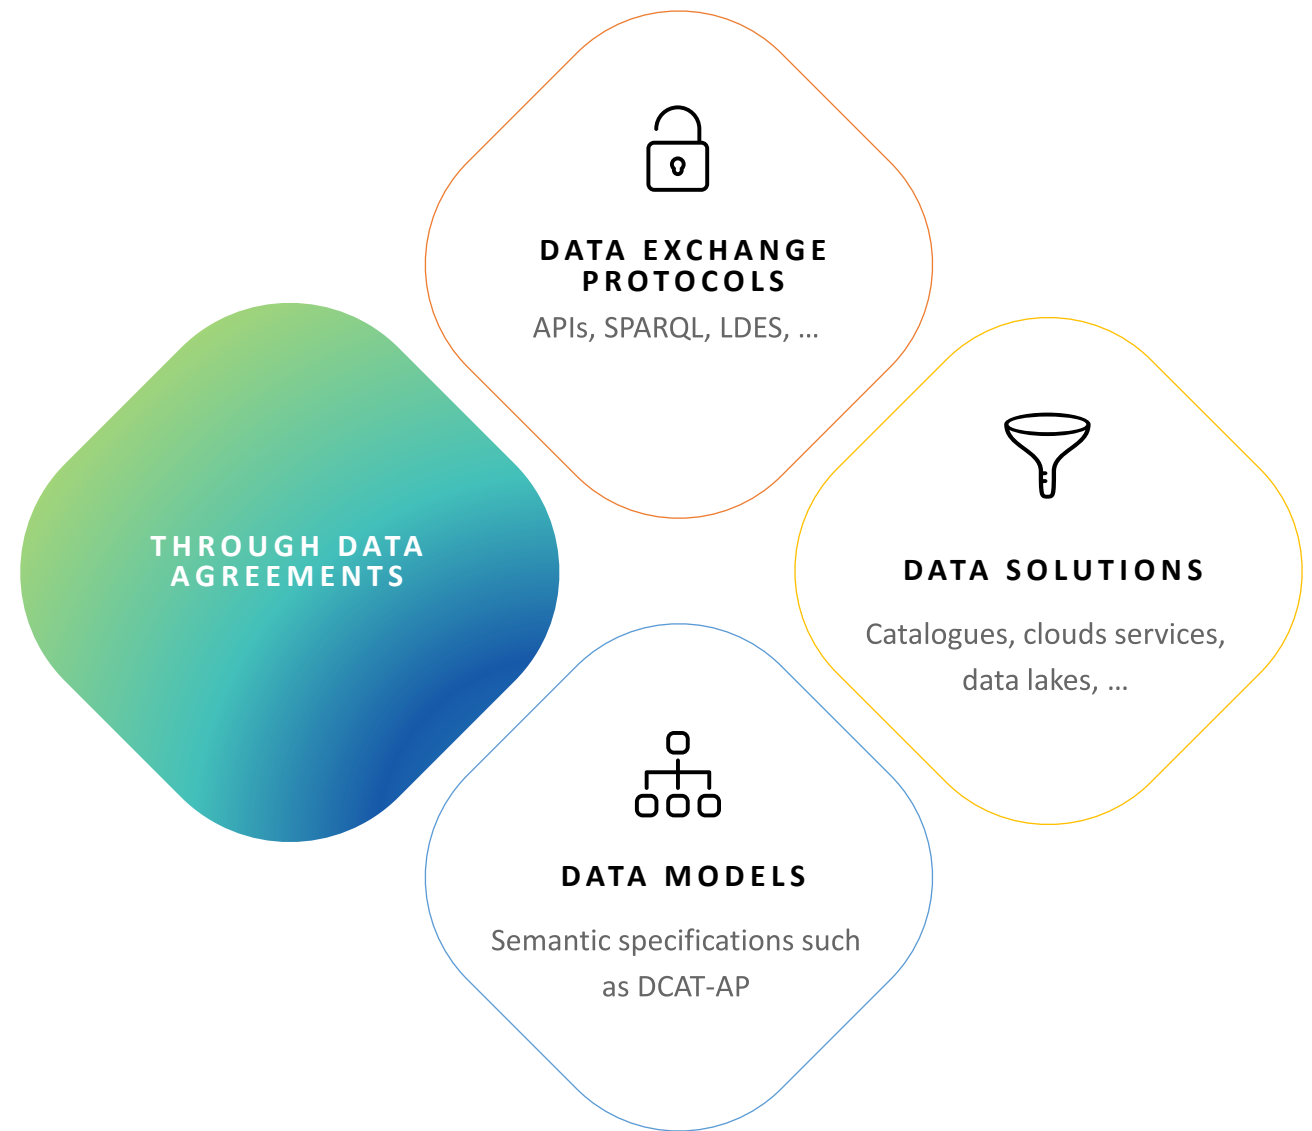 DATA EXCHANGE
PROTOCOLS
APIs, SPARQL, LDES, ...
THROUGH DATA
AGREEMENTS
DATA SOLUTIONS
Catalogues, clouds services,
data lakes, ...
DATA MODELS
Semantic specifications such
as DCAT-AP